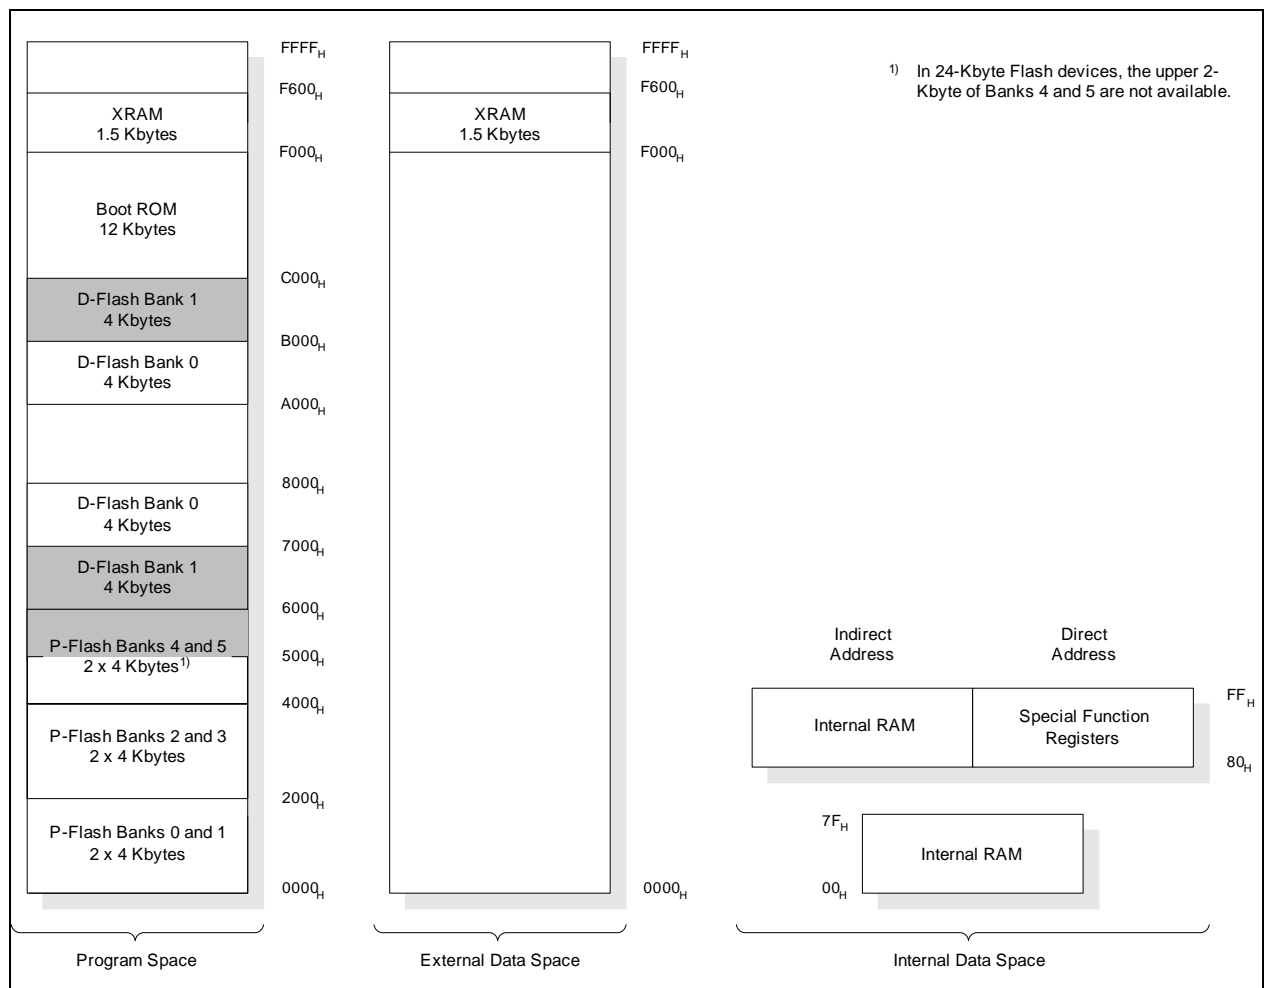 FFFFH
F600H
XRAM
1.5 Kbytes
F000H
Boot ROM
12 Kbytes
C000H
D-Flash Bank 1
4 Kbytes
B000H
D-Flash Bank 0
4 Kbytes
A000H
8000H
D-Flash Bank 0
4 Kbytes
7000H
D-Flash Bank 1
4 Kbytes
6000H
P-Flash Banks 4 and 5
2 x 4 Kbytes1)
5000H
4000H
P-Flash Banks 2 and 3
2 x 4 Kbytes
2000H
P-Flash Banks 0 and 1
2 x 4 Kbytes
0000H
Program Space
FFFFH
F600H
XRAM
1.5 Kbytes
F000H
0000H
External Data Space
1) In 24-Kbyte Flash devices, the upper 2-
Kbyte of Banks 4 and 5 are not available.
Indirect
Address
Direct
Address
Internal RAM
Special Function
Registers
FFH
80H
7FH
Internal RAM
00H
Internal Data Space